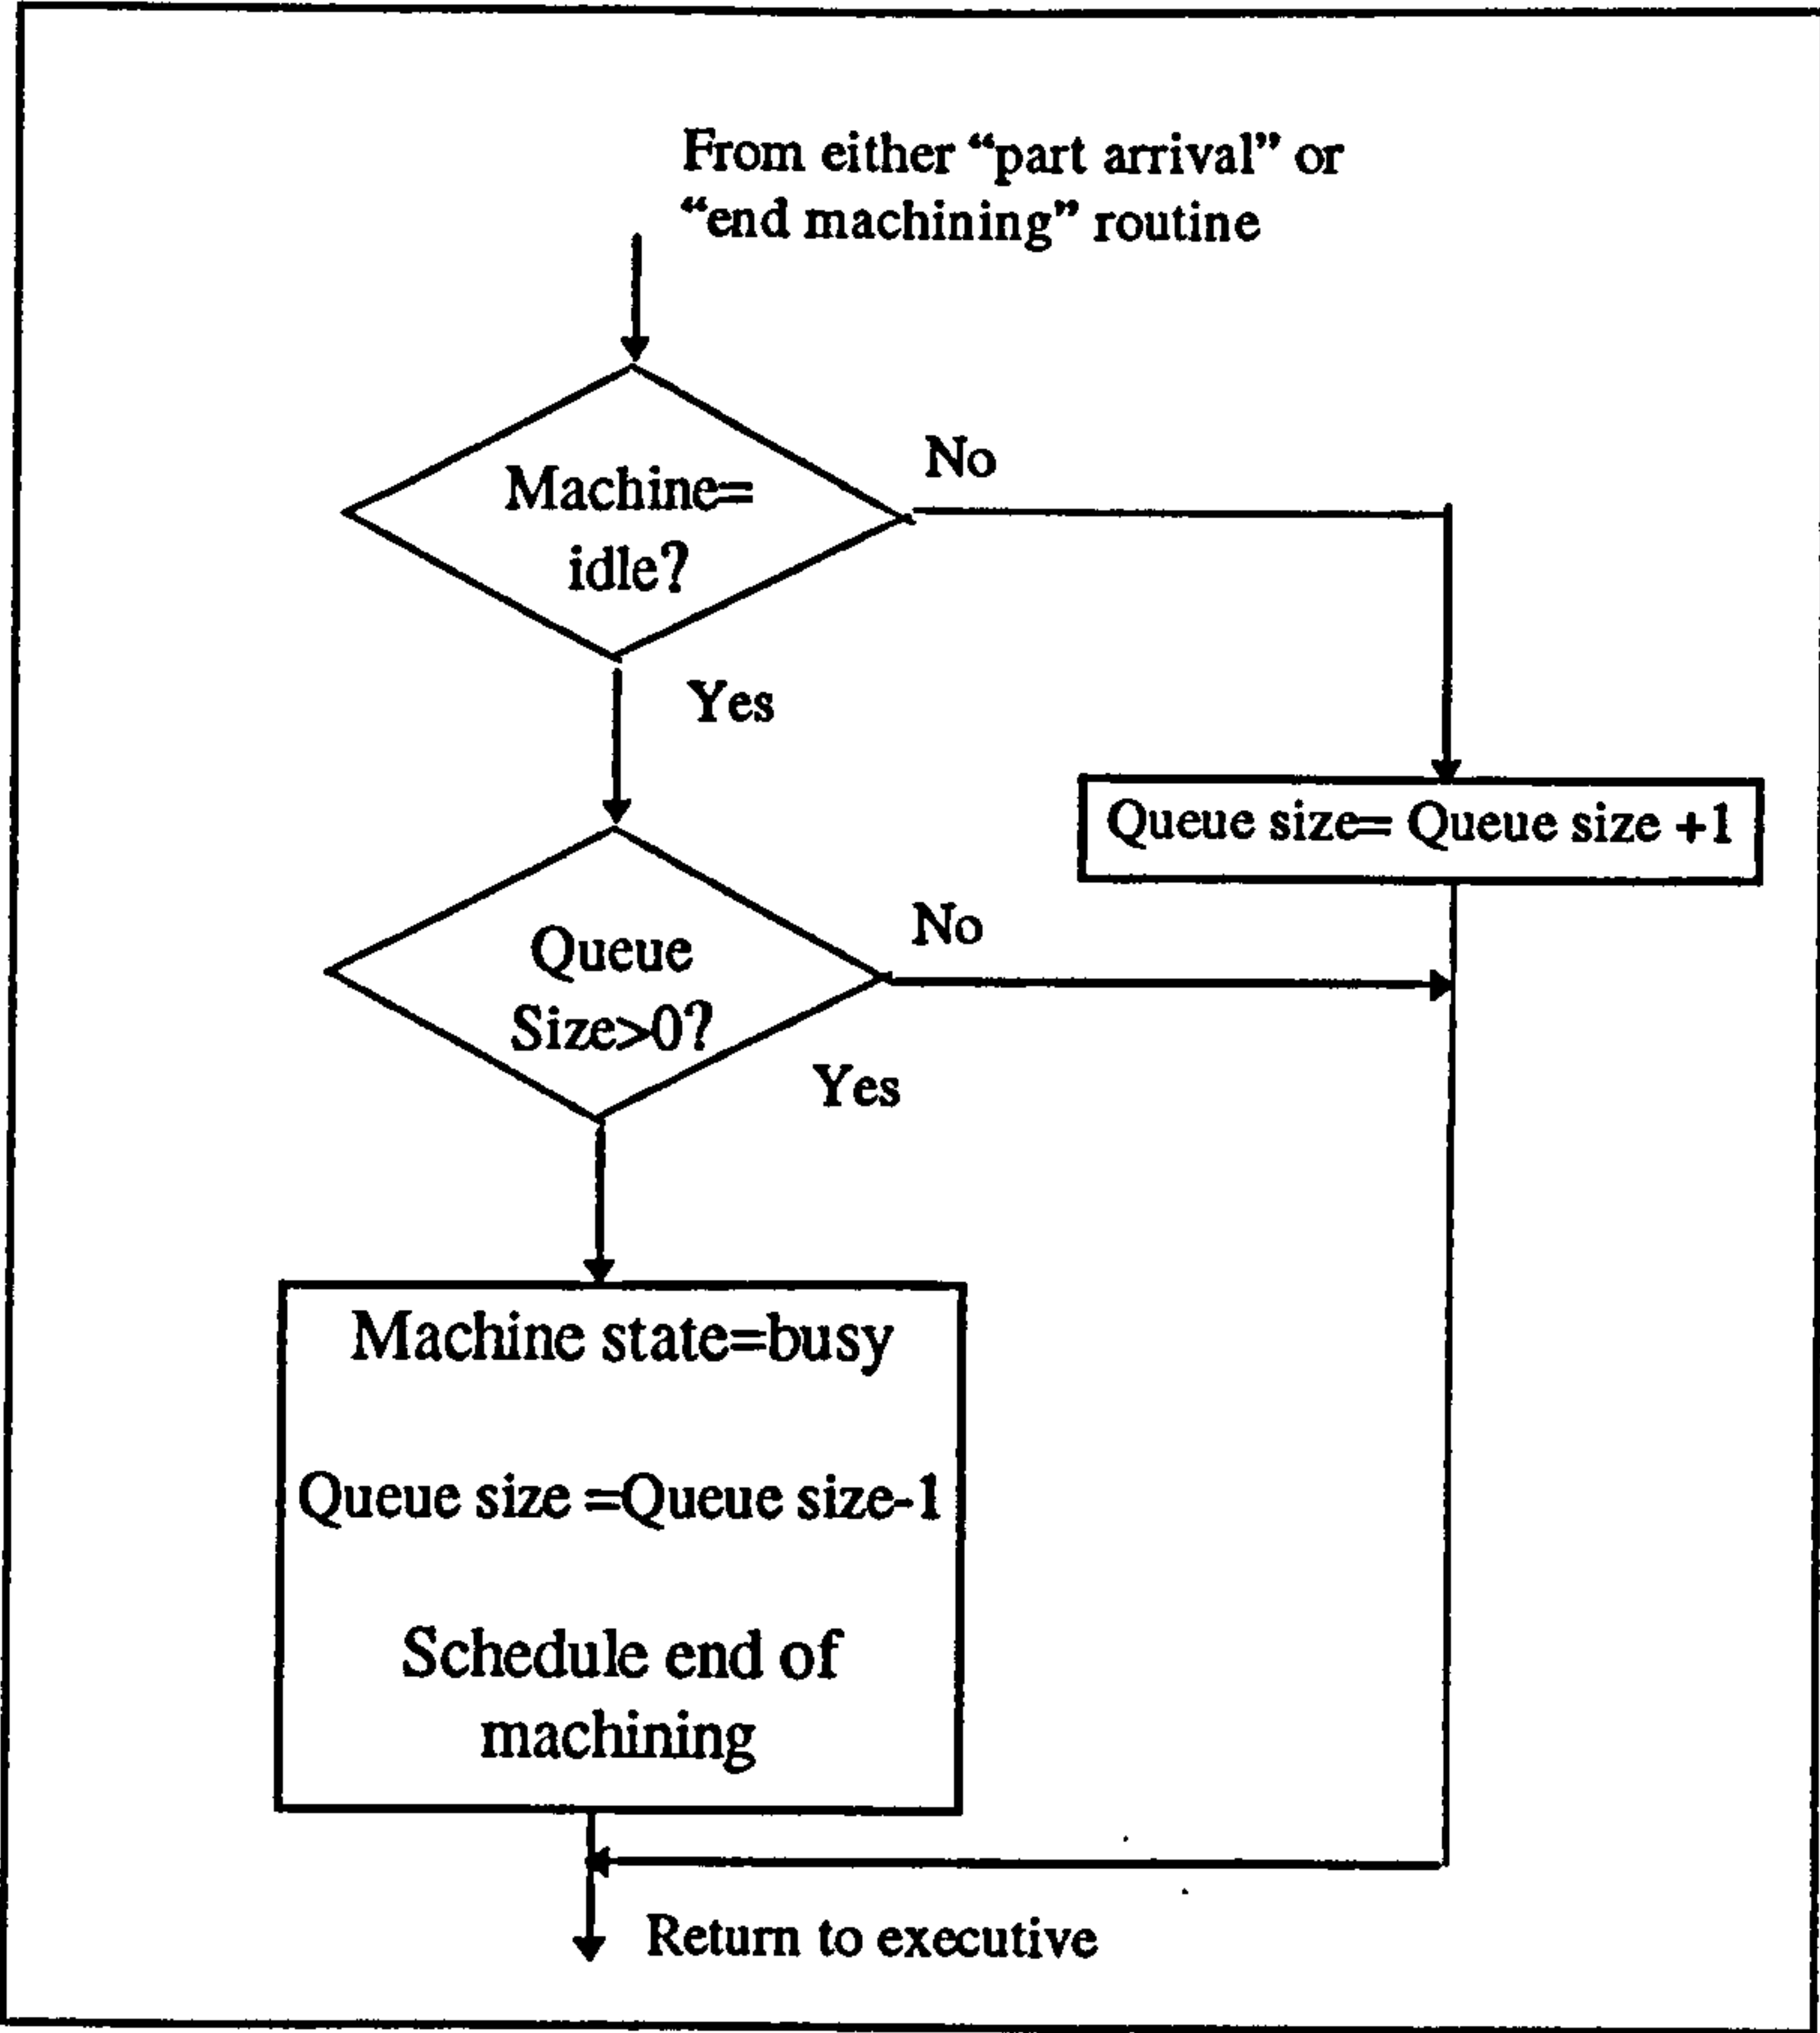 From either “part arrival” or
“end machining” routine
Machine=
idle?
No
Yes
Queue size= Queue size +1
Queue
Size>0?
No
Yes
Machine state=busy
Queue size =Queue size-1
Schedule end of
machining
Return to executive